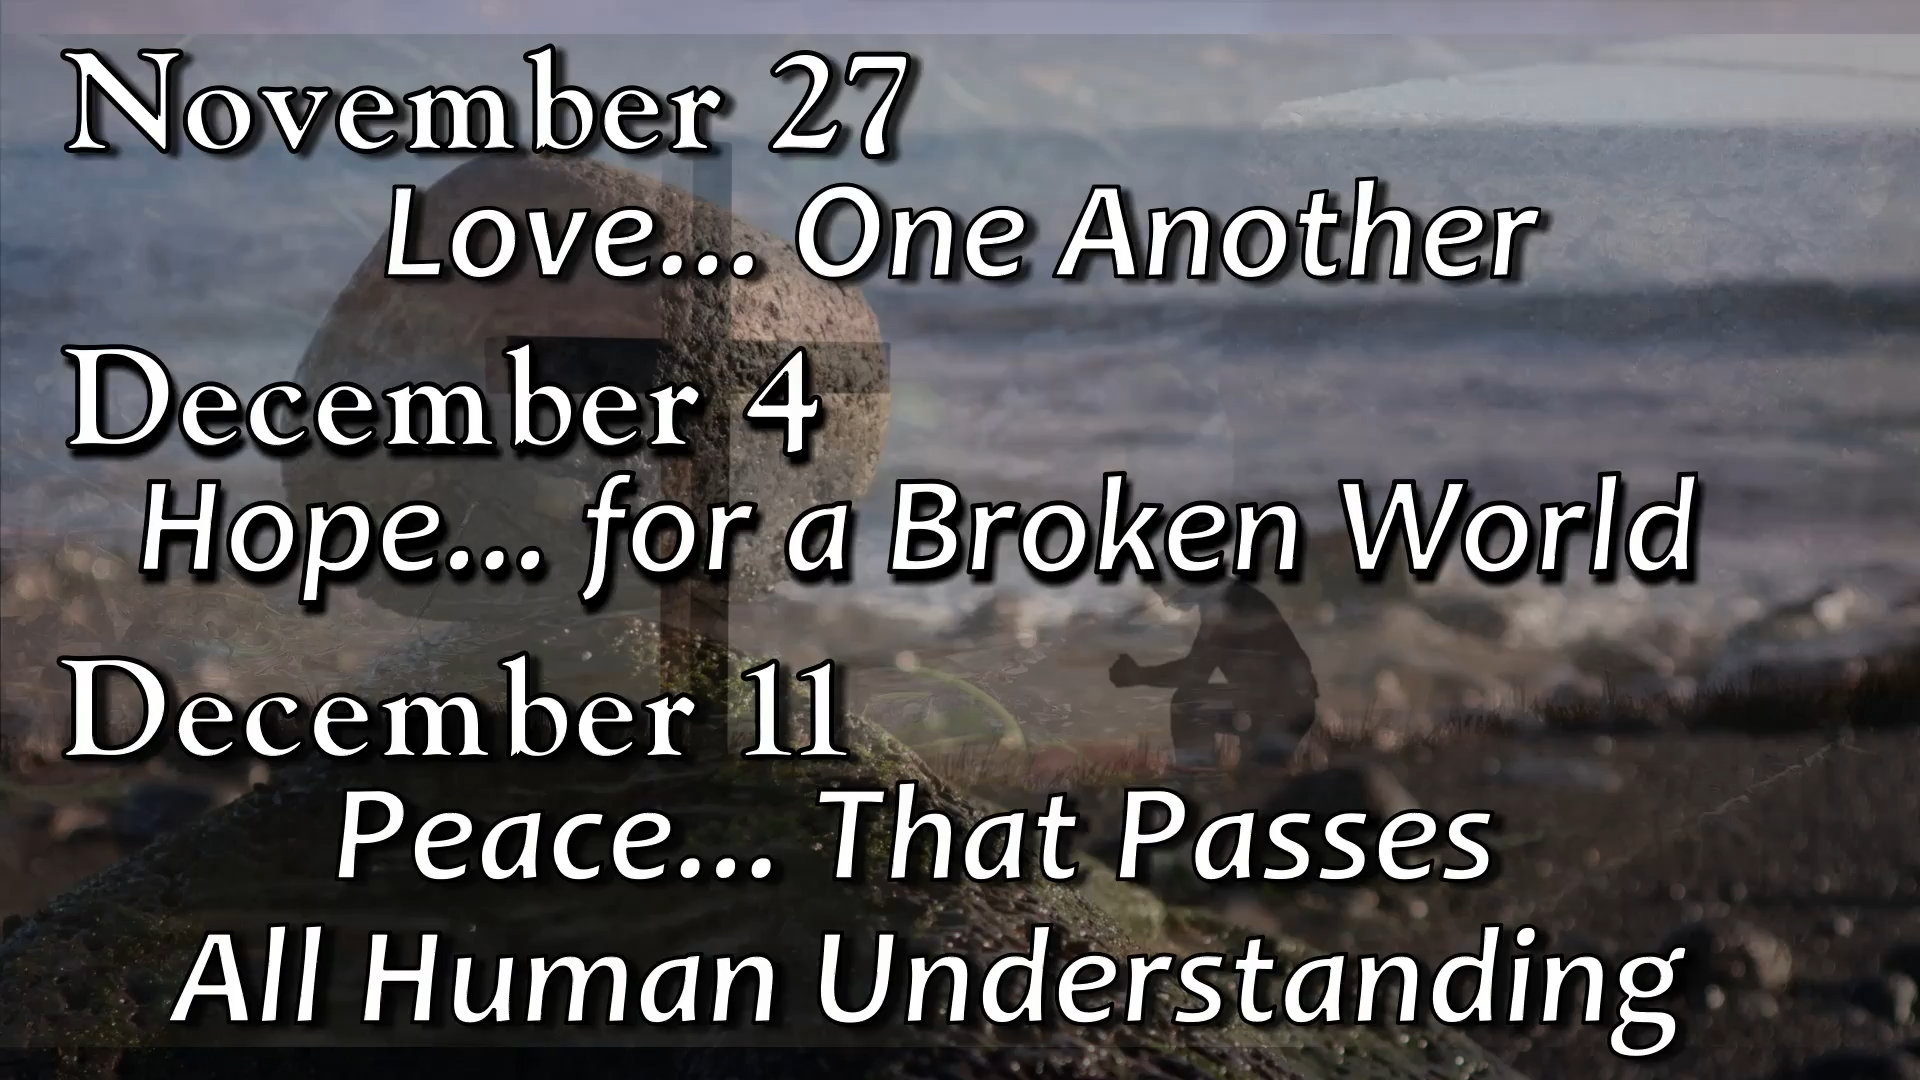 November 27
Love... One Another
December 4
Hope... for a Broken World
December 11
Peace... That Passes
All Human Understanding